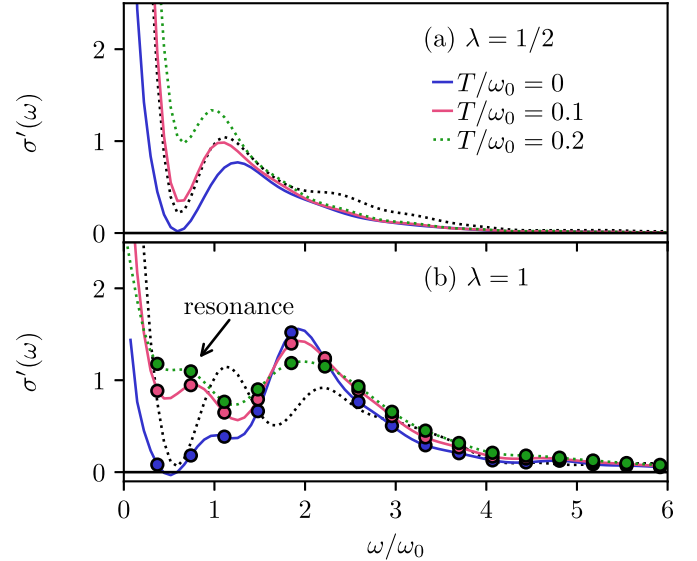 (a) λ = 1/2
T/ω₀ = 0
T/ω₀ = 0.1
T/ω₀ = 0.2
σ′(ω)
2
1
0
(b) λ = 1
resonance
σ′(ω)
2
1
0
0 1 2 3 4 5 6
ω/ω₀